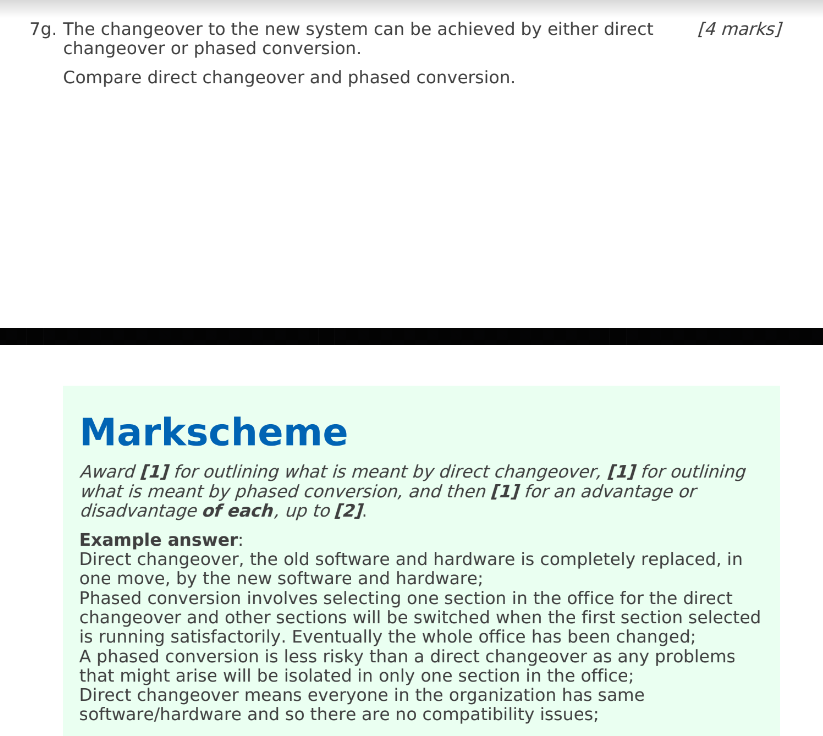 7g. The changeover to the new system can be achieved by either direct [4 marks]
changeover or phased conversion.
Compare direct changeover and phased conversion.
Markscheme
Award [1] for outlining what is meant by direct changeover, [1] for outlining
what is meant by phased conversion, and then [1] for an advantage or
disadvantage of each, up to [2].
Example answer:
Direct changeover, the old software and hardware is completely replaced, in
one move, by the new software and hardware;
Phased conversion involves selecting one section in the office for the direct
changeover and other sections will be switched when the first section selected
is running satisfactorily. Eventually the whole office has been changed;
A phased conversion is less risky than a direct changeover as any problems
that might arise will be isolated in only one section in the office;
Direct changeover means everyone in the organization has same
software/hardware and so there are no compatibility issues;